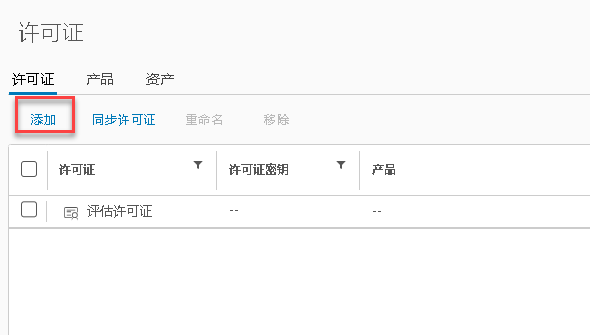 许可证
许可证 产品 资产
添加 同步许可证 重命名 移除
许可证 许可证密钥 产品
评估许可证 -- --